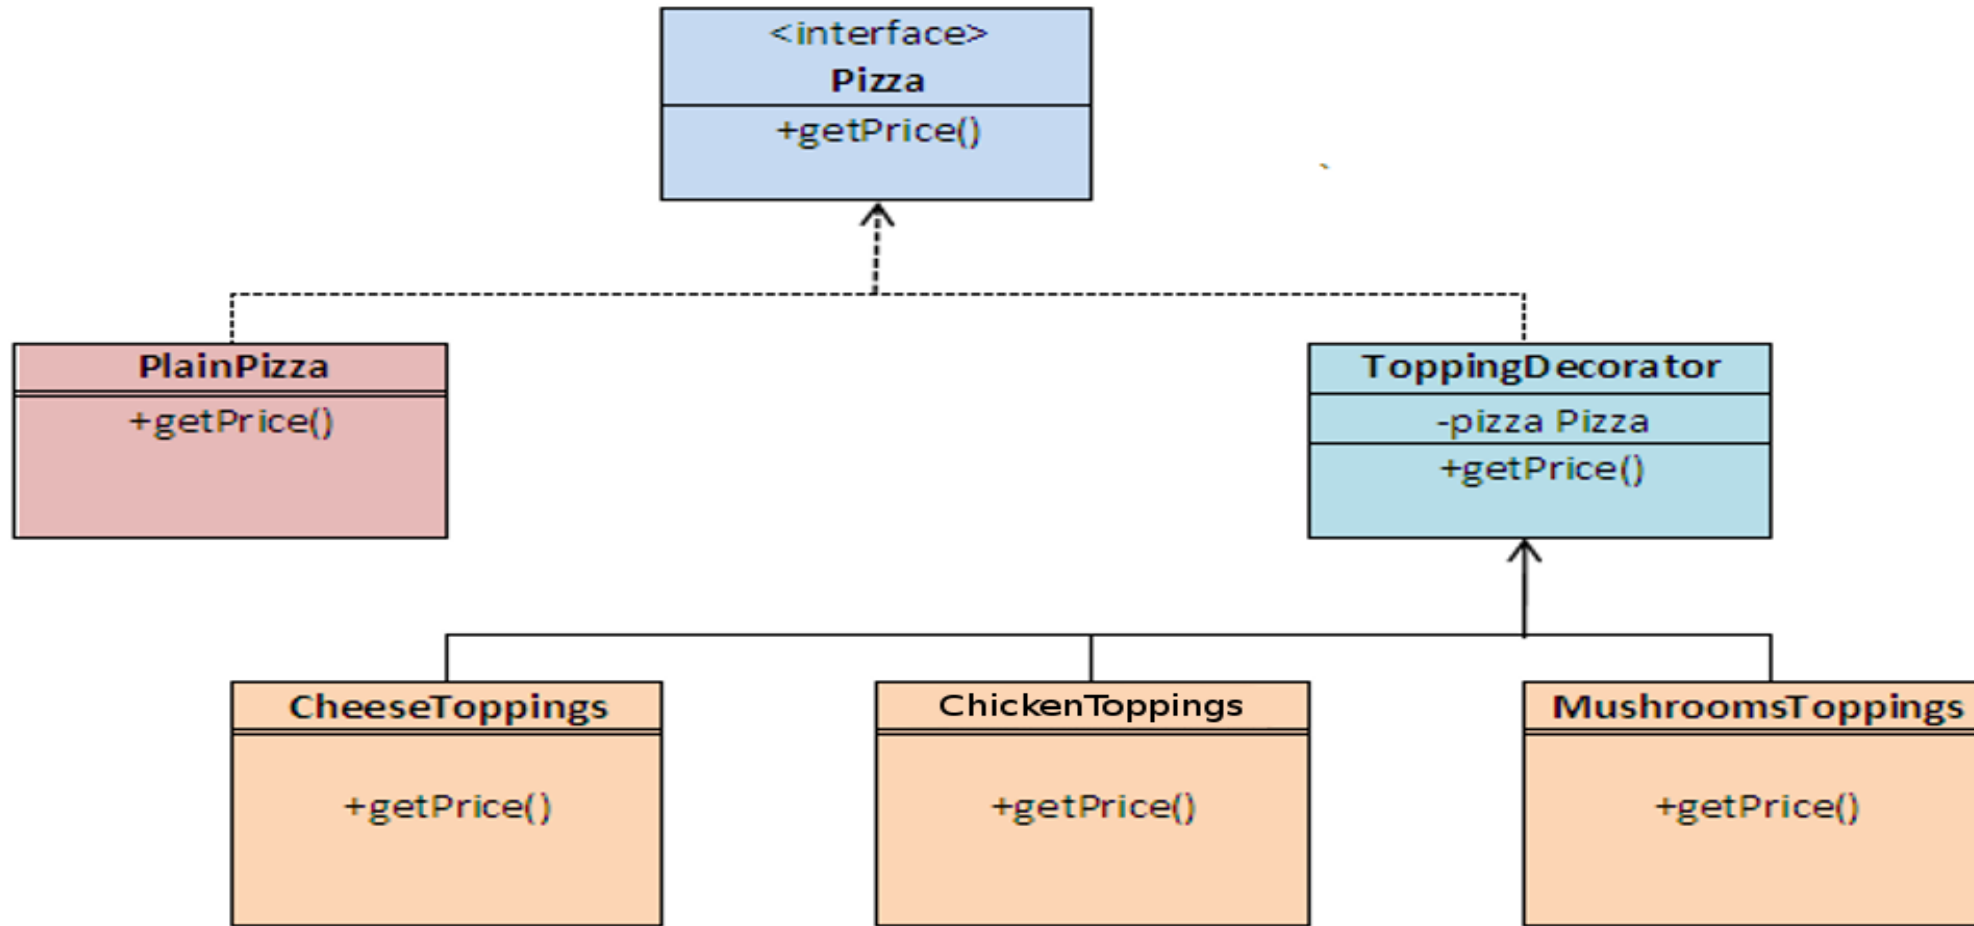 <interface>
Pizza
+getPrice()
PlainPizza
+getPrice()
ToppingDecorator
-pizza Pizza
+getPrice()
CheeseToppings
+getPrice()
ChickenToppings
+getPrice()
MushroomsToppings
+getPrice()